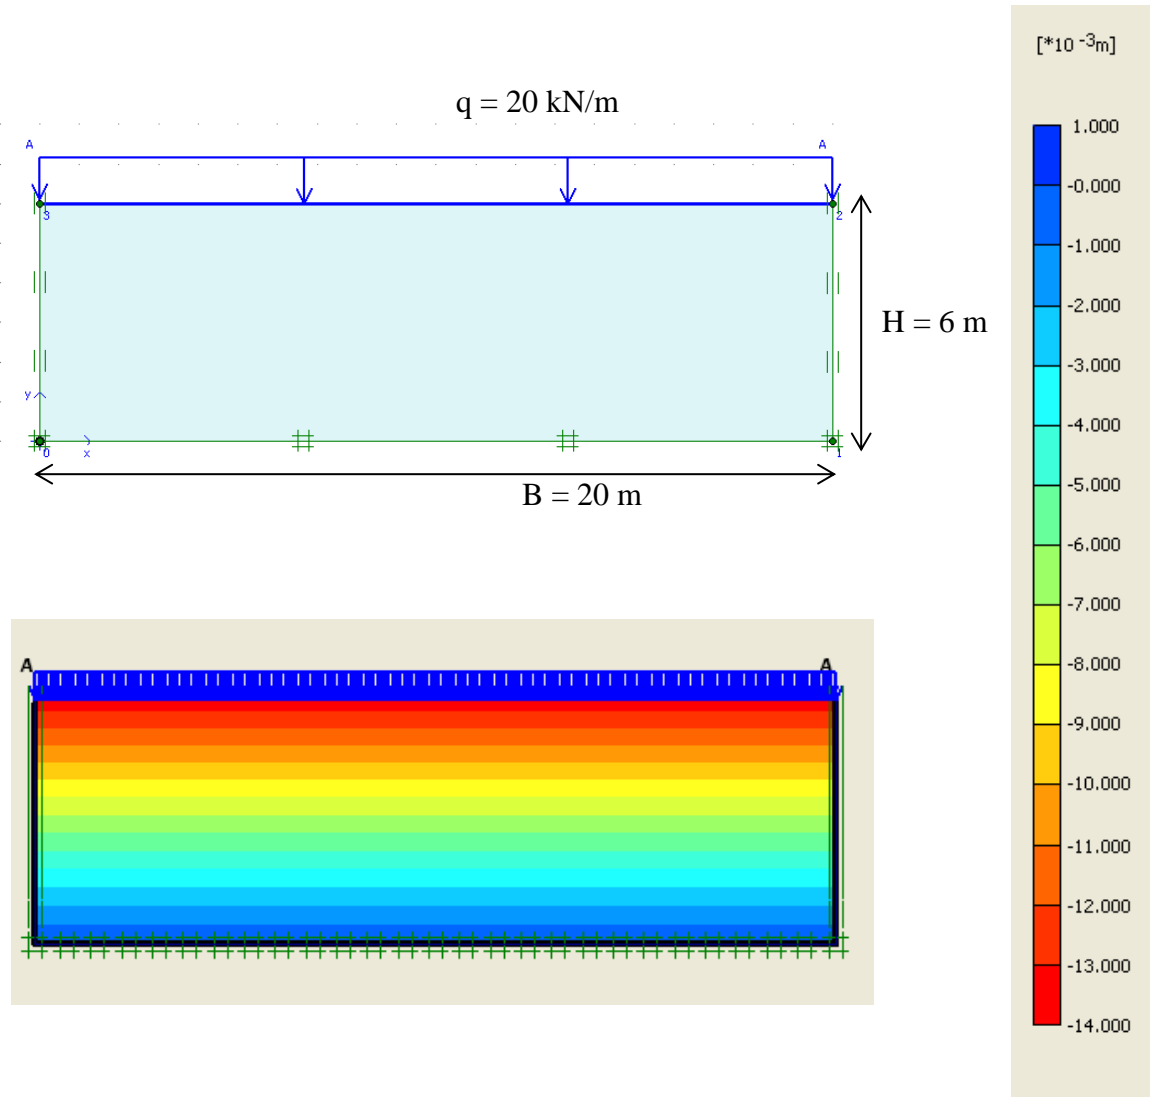 [*10 -3m]
q = 20 kN/m
A A
3 2
H = 6 m
y
0 x 1
B = 20 m
A A
1.000
-0.000
-1.000
-2.000
-3.000
-4.000
-5.000
-6.000
-7.000
-8.000
-9.000
-10.000
-11.000
-12.000
-13.000
-14.000